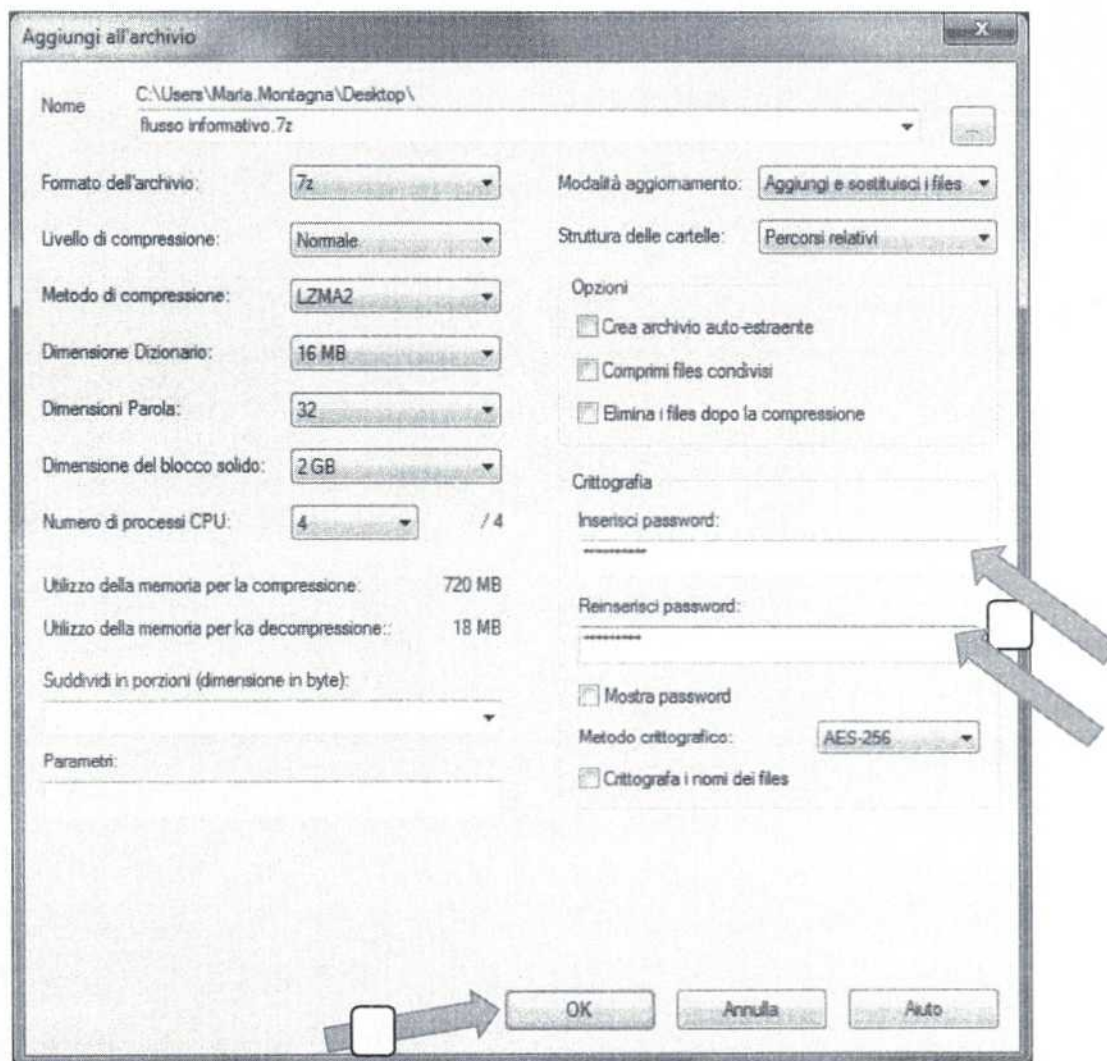 Aggiungi all'archivio
x
Nome
C:\Users\Maria.Montagna\Desktop\
flusso informativo.7z
...
Formato dell'archivio:
7z
Livello di compressione:
Normale
Metodo di compressione:
LZMA2
Dimensione Dizionario:
16 MB
Dimensioni Parola:
32
Dimensione del blocco solido:
2 GB
Numero di processi CPU:
4
/ 4
Utilizzo della memoria per la compressione:
720 MB
Utilizzo della memoria per ka decompressione::
18 MB
Suddividi in porzioni (dimensione in byte):
Parametri:
Modalità aggiornamento:
Aggiungi e sostituisci i files
Struttura delle cartelle:
Percorsi relativi
Opzioni
Crea archivio auto-estraente
Comprimi files condivisi
Elimina i files dopo la compressione
Crittografia
Inserisci password:
**********
Reinserisci password:
*********
Mostra password
Metodo crittografico:
AES-256
Crittografa i nomi dei files
OK
Annulla
Aiuto